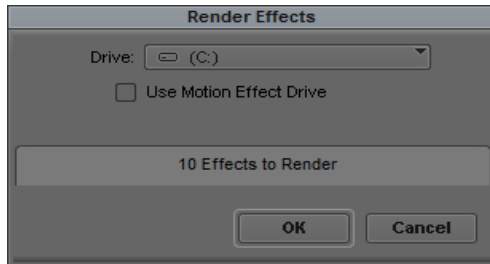 Render Effects
Drive: (C:)
Use Motion Effect Drive
10 Effects to Render
OK Cancel